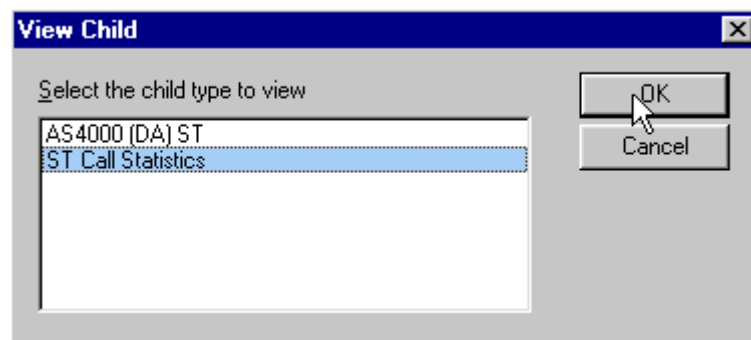 View Child
Select the child type to view
OK
AS4000 (DA) ST
ST Call Statistics
Cancel